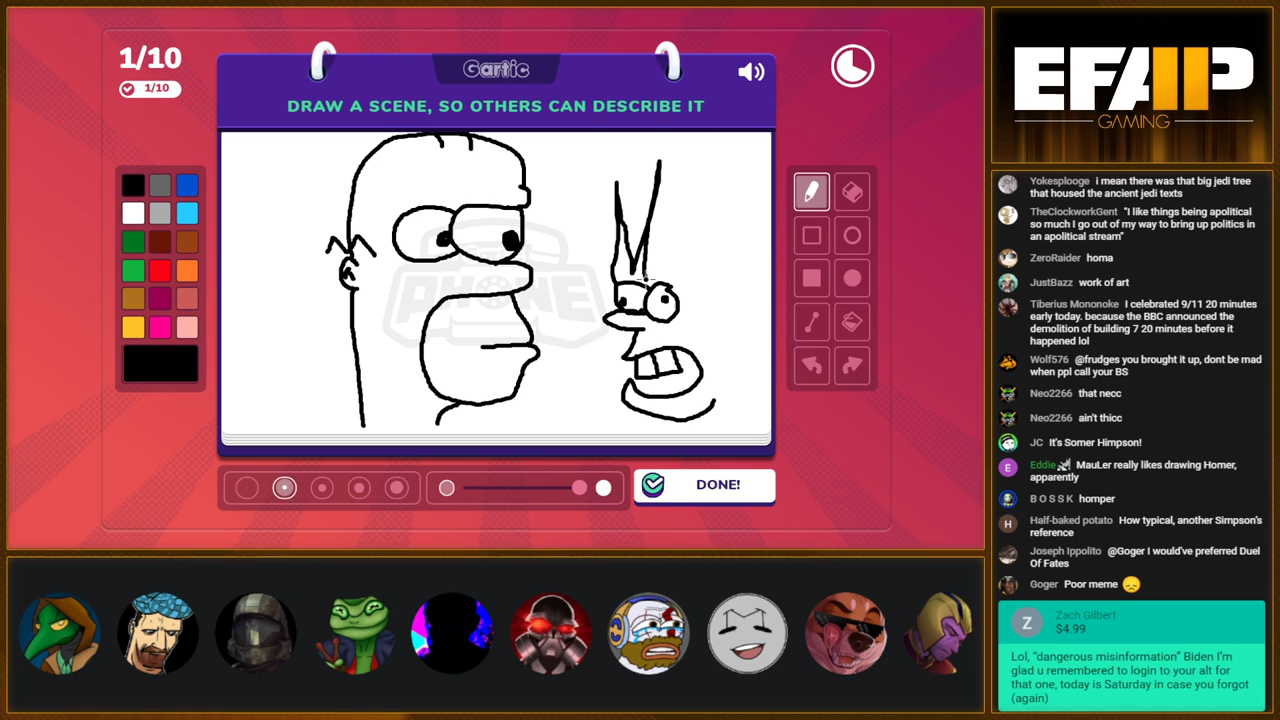 1/10
1/10
Gartic
DRAW A SCENE, SO OTHERS CAN DESCRIBE IT
Gartic
PHONE
DONE!
EFAP
GAMING
Yokesplooge i mean there was that big jedi tree
that housed the ancient jedi texts
TheClockworkGent "I like things being apolitical
so much I go out of my way to bring up politics in
an apolitical stream"
ZeroRaider homa
JustBazz work of art
Tiberius Mononoke I celebrated 9/11 20 minutes
early today. because the BBC announced the
demolition of building 7 20 minutes before it
happened lol
Wolf576 @frudges you brought it up, dont be mad
when ppl call your BS
Neo2266 that necc
Neo2266 ain't thicc
JC It's Somer Himpson!
E Eddie MauLer really likes drawing Homer,
apparently
B O S S K homper
H Half-baked potato How typical, another Simpson's
reference
Joseph Ippolito @Goger I would've preferred Duel
Of Fates
Goger Poor meme 😞
Z Zach Gilbert
$4.99
Lol, “dangerous misinformation” Biden I’m
glad u remembered to login to your alt for
that one, today is Saturday in case you forgot
(again)